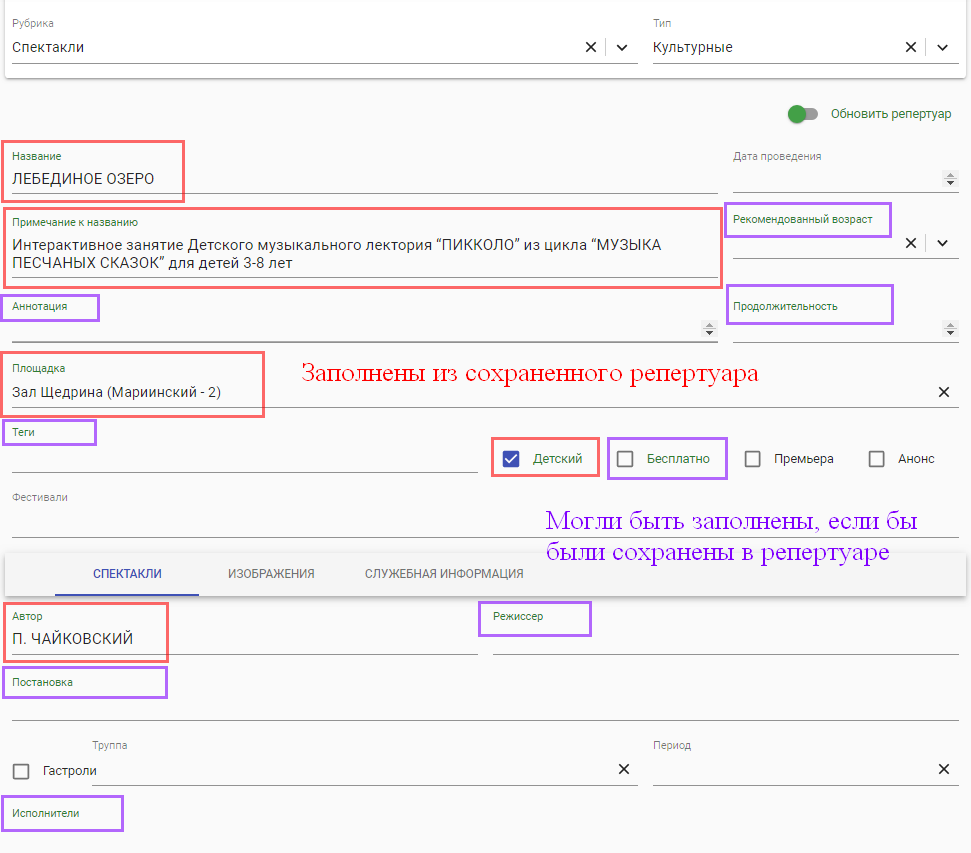 Рубрика
Тип
Спектакли
Культурные
Обновить репертуар
Название
Дата проведения
ЛЕБЕДИНОЕ ОЗЕРО
Примечание к названию
Рекомендованный возраст
Интерактивное занятие Детского музыкального лектория “ПИККОЛО” из цикла “МУЗЫКА
ПЕСЧАНЫХ СКАЗОК” для детей 3-8 лет
Аннотация
Продолжительность
Площадка
Заполнены из сохраненного репертуара
Зал Щедрина (Мариинский - 2)
Теги
Детский
Бесплатно
Премьера
Анонс
Фестивали
Могли быть заполнены, если бы
были сохранены в репертуаре
СПЕКТАКЛИ
ИЗОБРАЖЕНИЯ
СЛУЖЕБНАЯ ИНФОРМАЦИЯ
Автор
Режиссер
П. ЧАЙКОВСКИЙ
Постановка
Труппа
Период
Гастроли
Исполнители